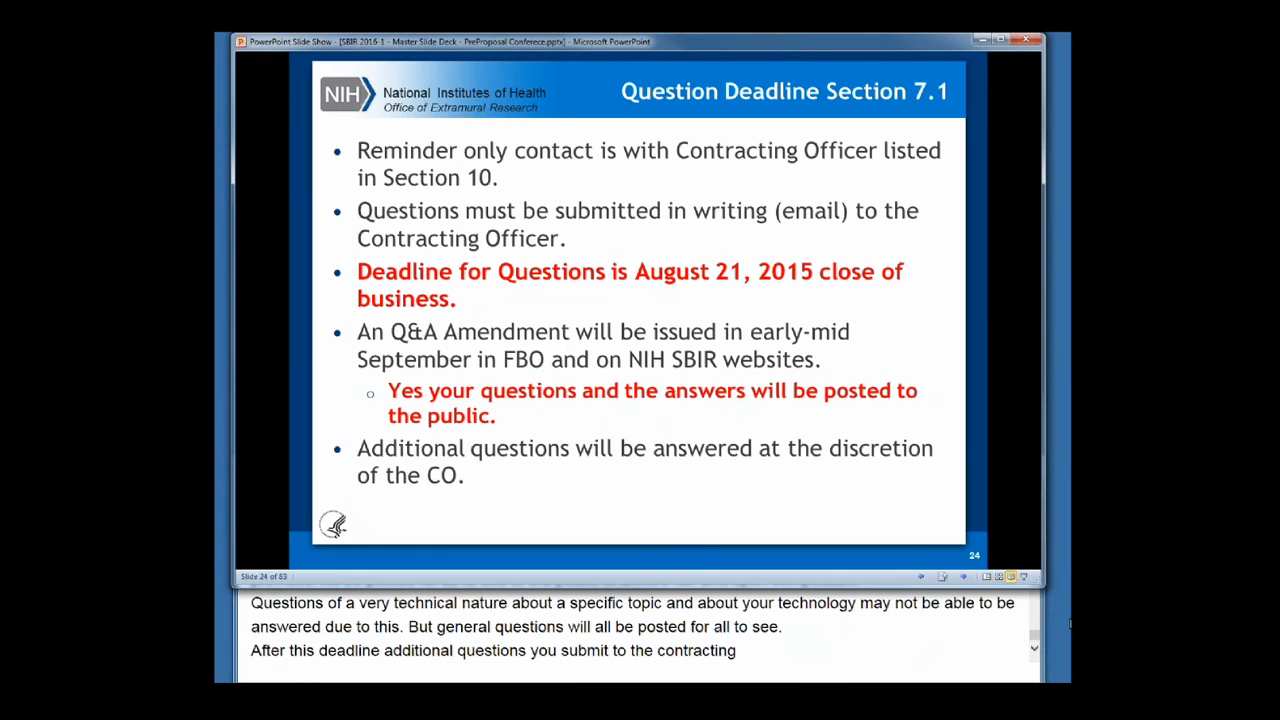 PowerPoint Slide Show - [SBIR 2016-1 - Master Slide Deck - PreProposal Conferece.pptx] - Microsoft PowerPoint
NIH National Institutes of Health
Office of Extramural Research
Question Deadline Section 7.1
• Reminder only contact is with Contracting Officer listed
in Section 10.
• Questions must be submitted in writing (email) to the
Contracting Officer.
• Deadline for Questions is August 21, 2015 close of
business.
• An Q&A Amendment will be issued in early-mid
September in FBO and on NIH SBIR websites.
o Yes your questions and the answers will be posted to
the public.
• Additional questions will be answered at the discretion
of the CO.
24
Slide 24 of 83
Questions of a very technical nature about a specific topic and about your technology may not be able to be
answered due to this. But general questions will all be posted for all to see.
After this deadline additional questions you submit to the contracting